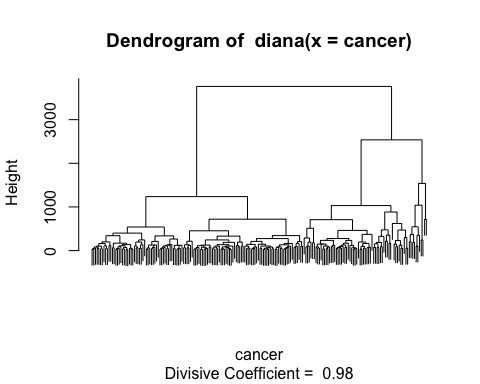 Dendrogram of  diana(x = cancer)
Height
3000
1000
0
cancer
Divisive Coefficient =  0.98